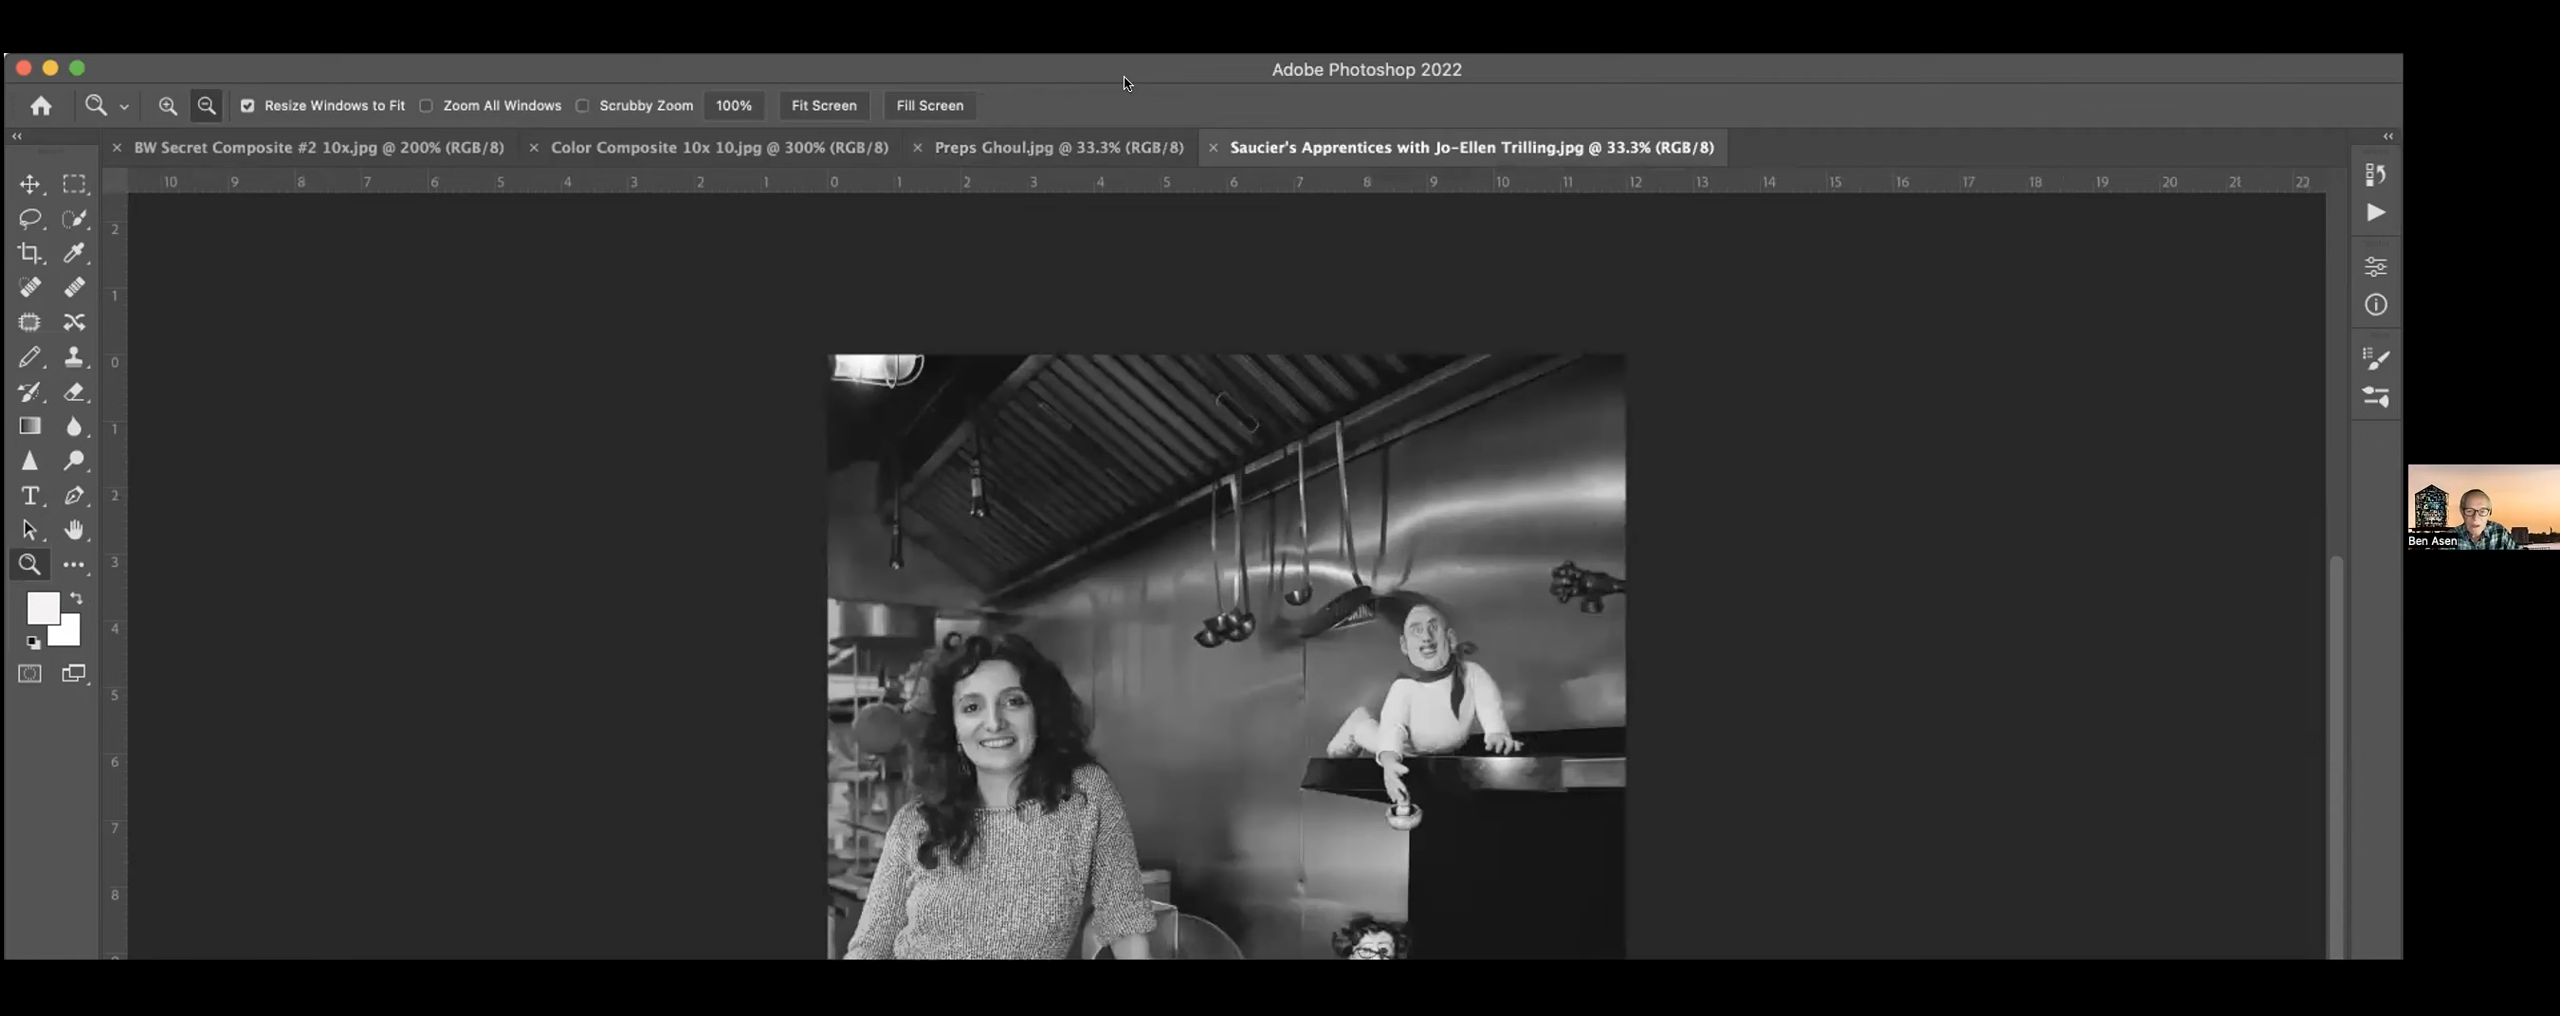 Adobe Photoshop 2022
Resize Windows to Fit Zoom All Windows Scrubby Zoom 100% Fit Screen Fill Screen
BW Secret Composite #2 10x.jpg @ 200% (RGB/8) Color Composite 10x 10.jpg @ 300% (RGB/8) Preps Ghoul.jpg @ 33.3% (RGB/8) Saucier's Apprentices with Jo-Ellen Trilling.jpg @ 33.3% (RGB/8)
10 9 8 7 6 5 4 3 2 1 0 1 2 3 4 5 6 7 8 9 10 11 12 13 14 15 16 17 18 19 20 21 22
2
1
0
1
2
3
4
5
6
7
8
Ben Asen